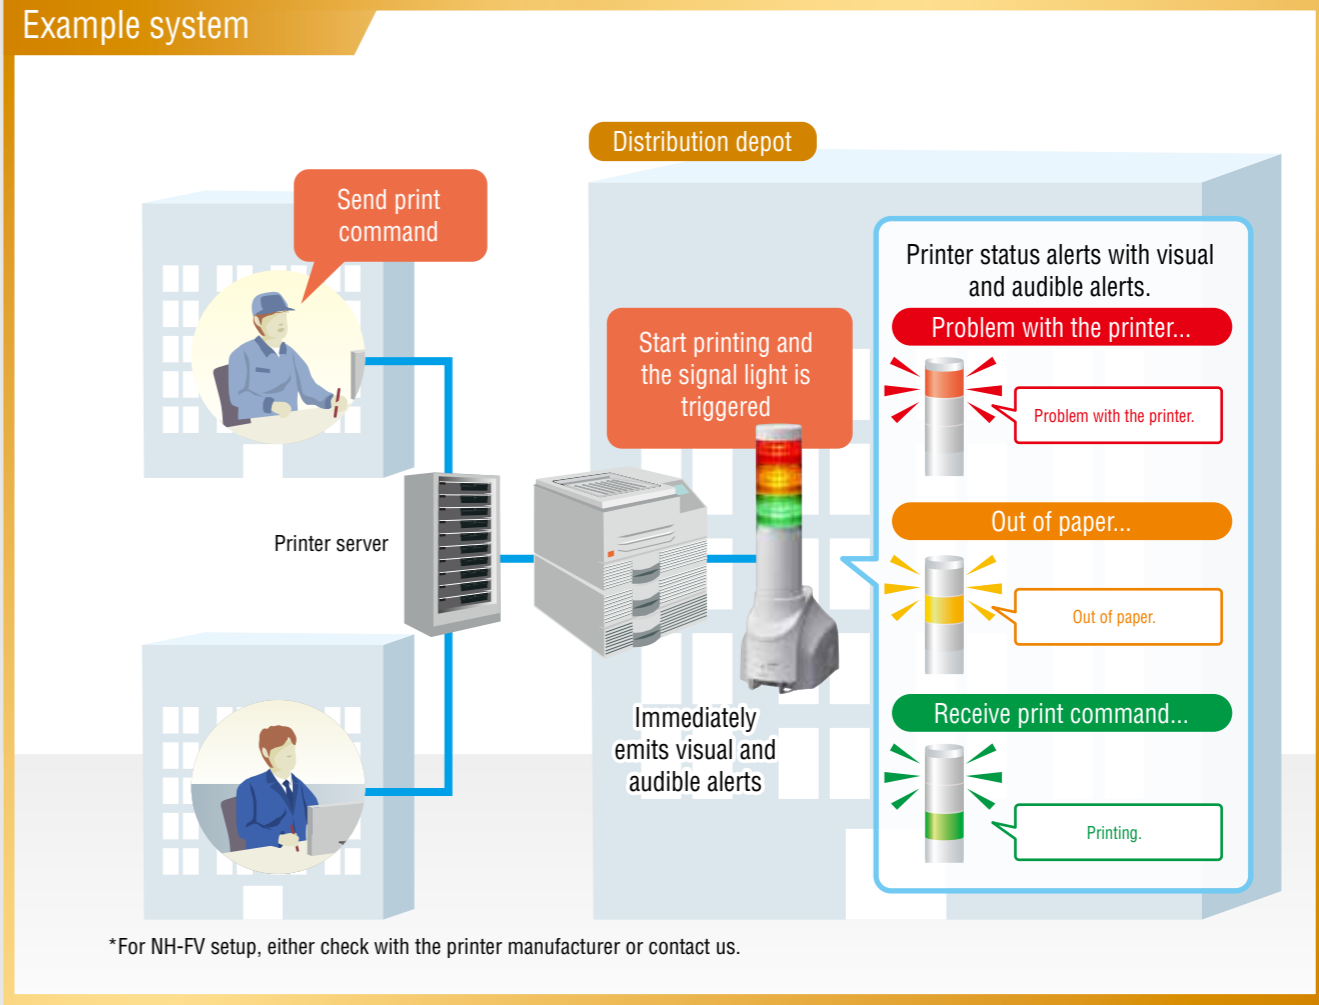 Example system
Distribution depot
Send print
command
Printer status alerts with visual
and audible alerts.
Problem with the printer...
Problem with the printer.
Start printing and
the signal light is
triggered
Out of paper...
Out of paper.
Printer server
Receive print command...
Printing.
Immediately
emits visual and
audible alerts
*For NH-FV setup, either check with the printer manufacturer or contact us.